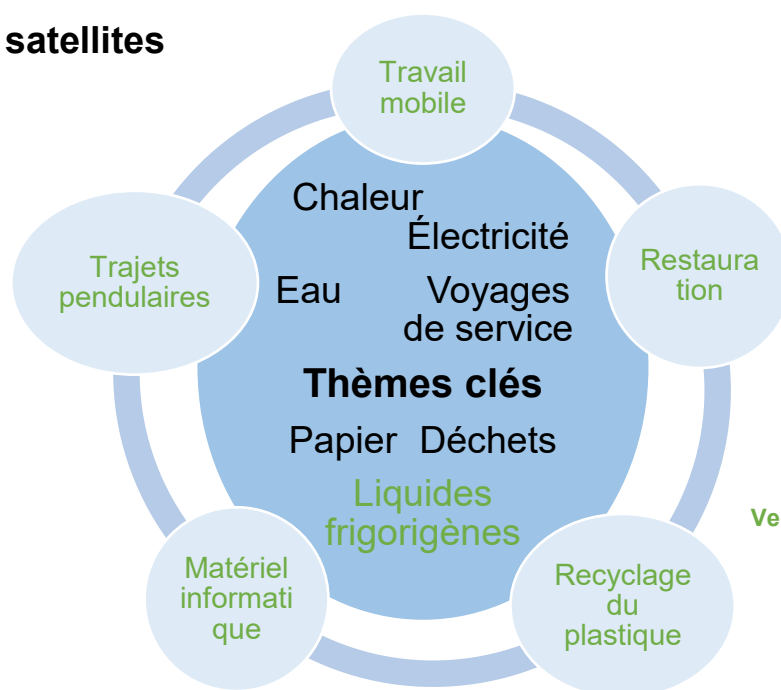 satellites
Travail
mobile
Chaleur
Électricité
Trajets
pendulaires
Eau
Voyages
de service
Restaura
tion
Thèmes clés
Papier Déchets
Liquides
frigorigènes
Ve
Matériel
informati
que
Recyclage
du
plastique